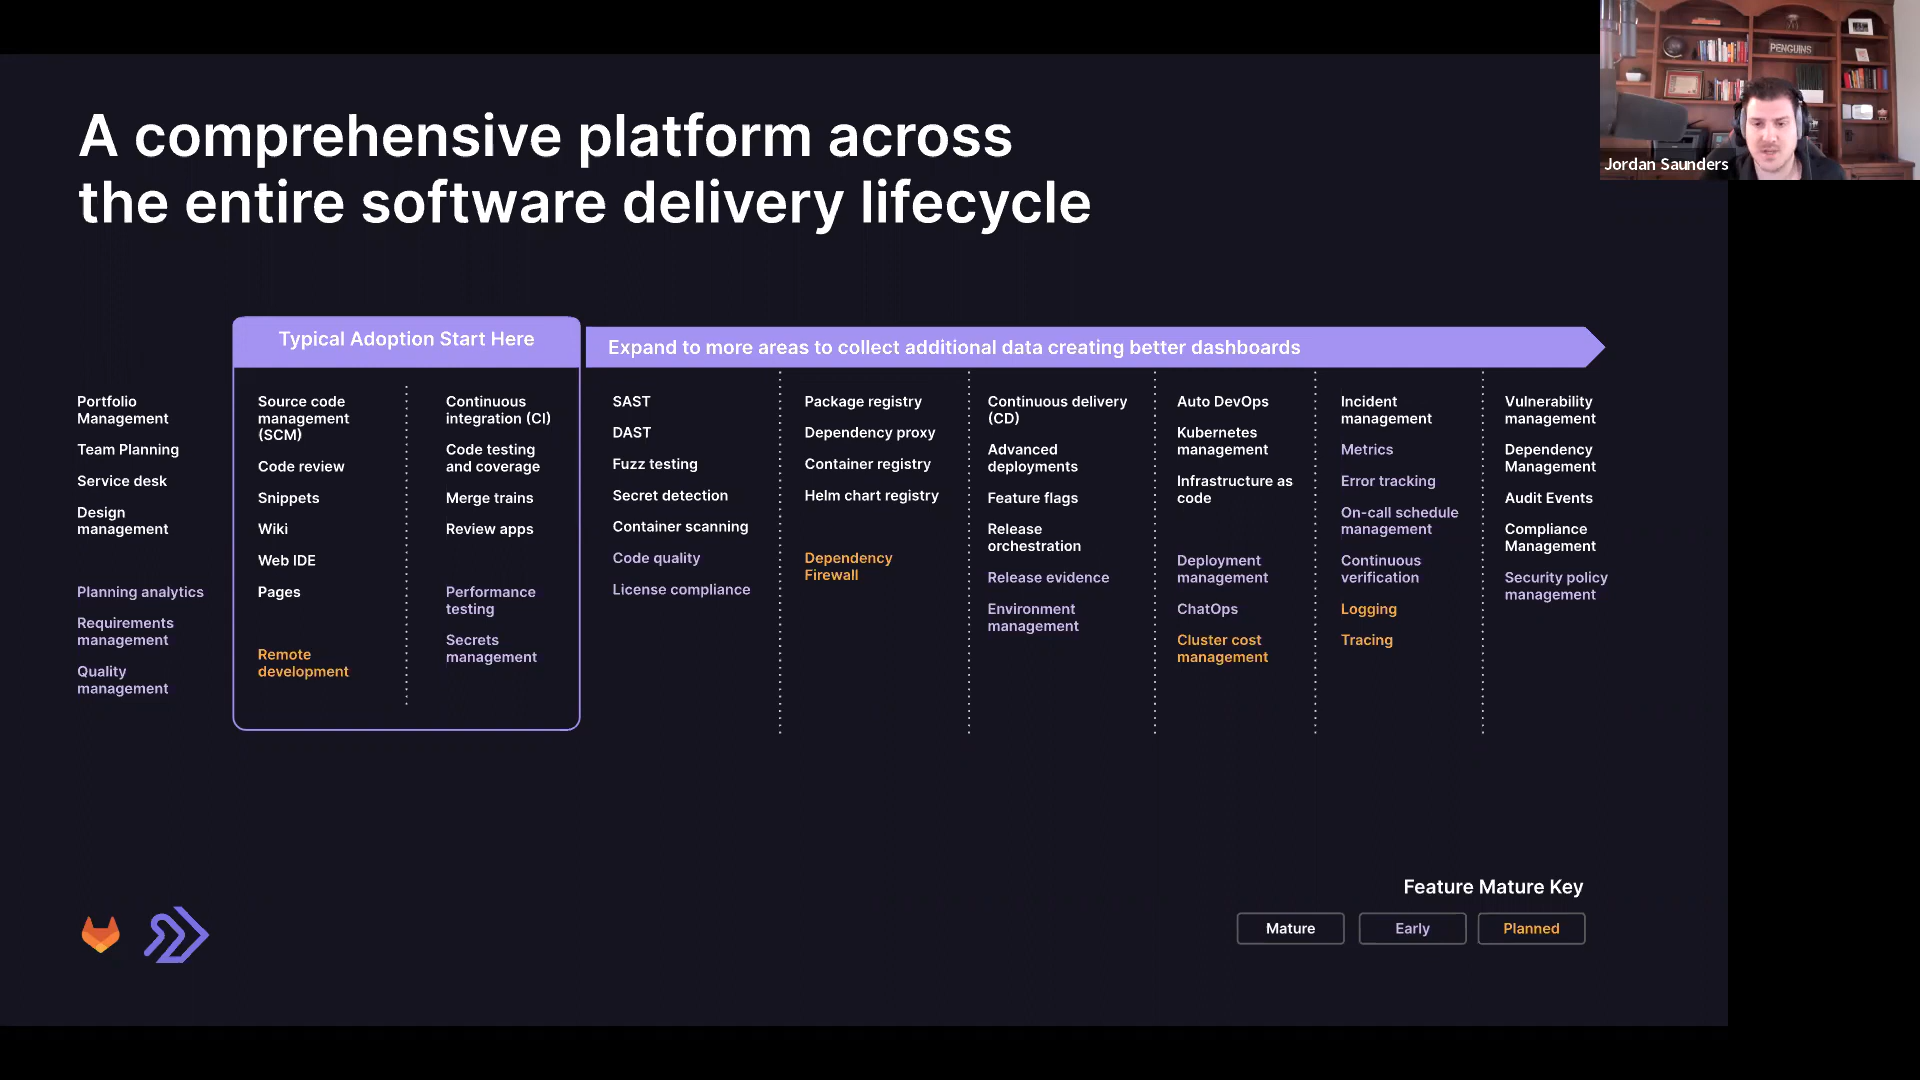 A comprehensive platform across
the entire software delivery lifecycle
PENGUINS
Jordan Saunders
Typical Adoption Start Here
Expand to more areas to collect additional data creating better dashboards
Portfolio
Management
Team Planning
Service desk
Design
management
Planning analytics
Requirements
management
Quality
management
Source code
management
(SCM)
Code review
Snippets
Wiki
Web IDE
Pages
Remote
development
Continuous
integration (CI)
Code testing
and coverage
Merge trains
Review apps
Performance
testing
Secrets
management
SAST
DAST
Fuzz testing
Secret detection
Container scanning
Code quality
License compliance
Package registry
Dependency proxy
Container registry
Helm chart registry
Dependency
Firewall
Continuous delivery
(CD)
Advanced
deployments
Feature flags
Release
orchestration
Release evidence
Environment
management
Auto DevOps
Kubernetes
management
Infrastructure as
code
Deployment
management
ChatOps
Cluster cost
management
Incident
management
Metrics
Error tracking
On-call schedule
management
Continuous
verification
Logging
Tracing
Vulnerability
management
Dependency
Management
Audit Events
Compliance
Management
Security policy
management
Feature Mature Key
Mature
Early
Planned